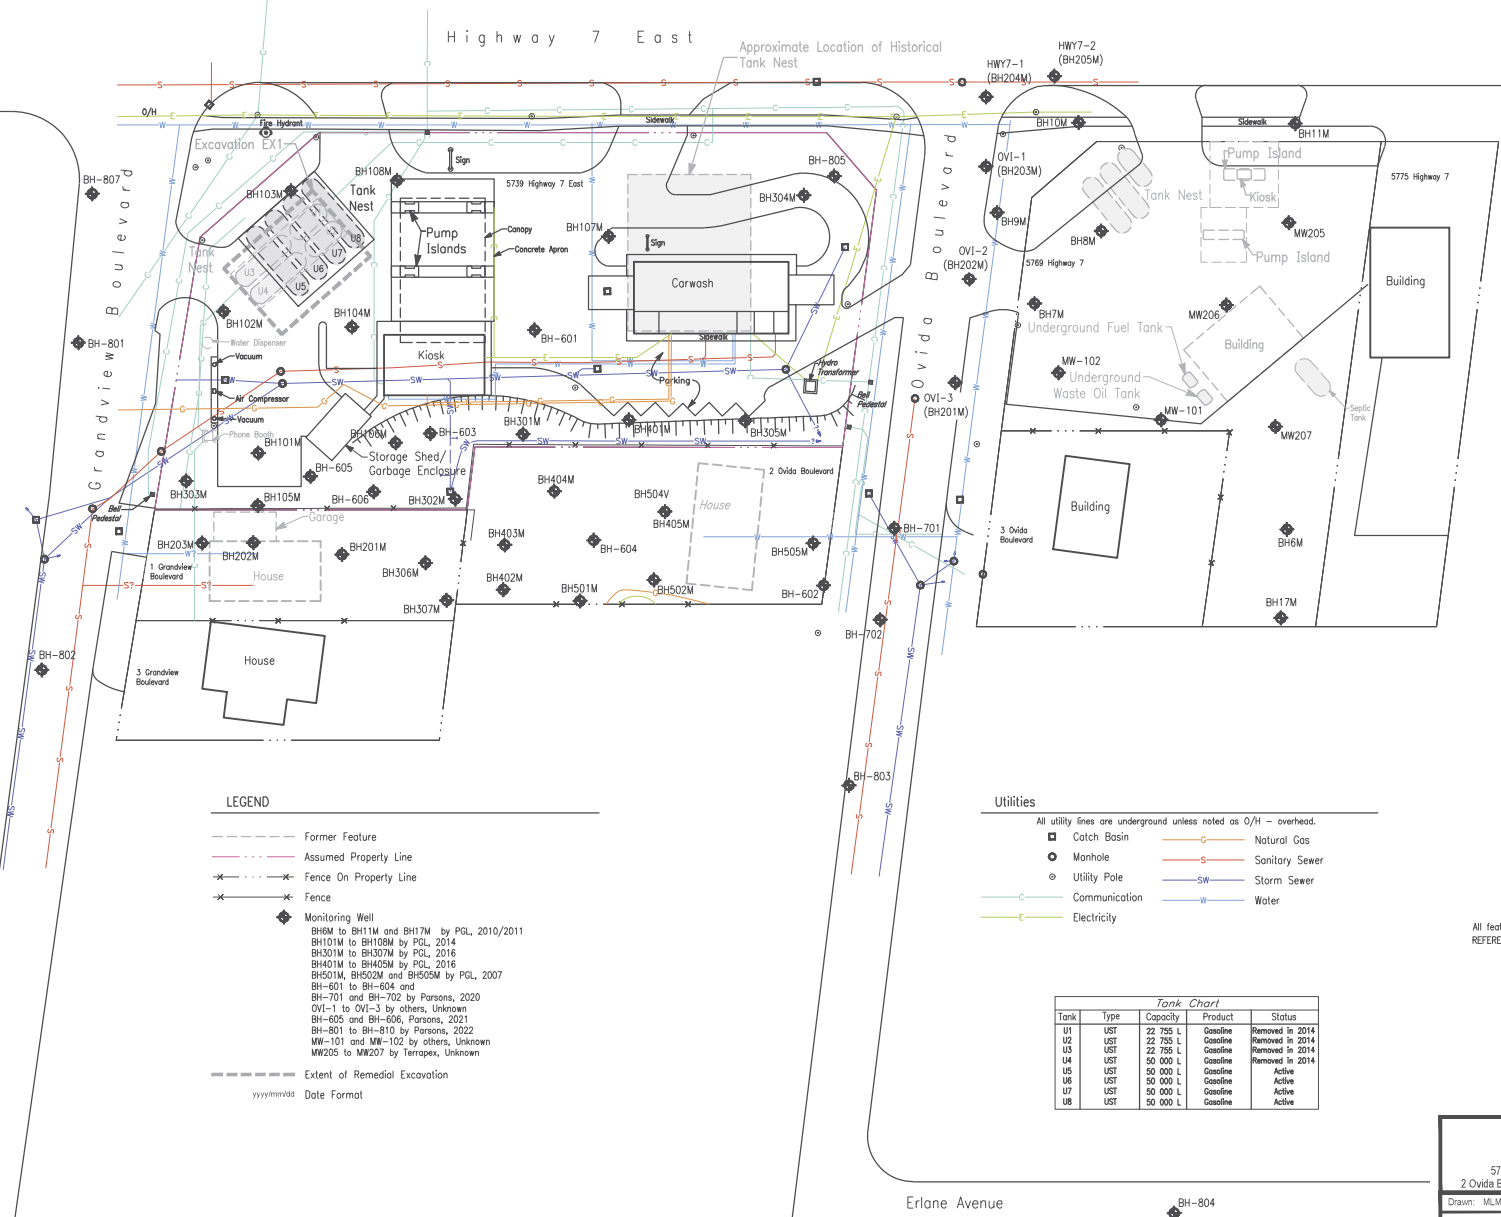 Highway 7 East
Approximate Location of Historical
Tank Nest
HWY7-2
(BH205M)
HWY7-1
(BH204M)
O/H
Fire Hydrant
Sidewalk
Sidewalk
BH10M
BH11M
Excavation EX1
Sign
BH-805
OVI-1
(BH203M)
Pump Island
Kiosk
5775 Highway 7
BH-807
BH103M
BH108M
Tank
Nest
5739 Highway 7 East
BH304M
Tank Nest
BH9M
MW205
Pump
Islands
Canopy
Concrete Apron
BH107M
Sign
BH8M
Pump Island
Tank
Nest
U3
U4
U5
U6
U7
U8
OVI-2
(BH202M)
5769 Highway 7
Carwash
Building
Grandview Boulevard
Ovida Boulevard
BH102M
BH104M
BH-601
BH7M
MW206
Underground Fuel Tank
Building
BH-801
Water Dispenser
Vacuum
Kiosk
Sidewalk
Hydro
Transformer
MW-102
Underground
Waste Oil Tank
Parking
Air Compressor
Vacuum
Phone Booth
Bell
Pedestal
OVI-3
(BH201M)
MW-101
Septic
Tank
MW207
BH101M
BH106M
BH-603
BH301M
BH401M
BH305M
Storage Shed/
Garbage Enclosure
BH-605
2 Ovida Boulevard
BH303M
BH105M
BH-606
BH302M
BH404M
BH504V
BH405M
House
Building
Bell
Pedestal
Garage
BH-701
3 Ovida
Boulevard
BH203M
BH202M
BH201M
BH403M
BH-604
BH505M
BH6M
1 Grandview
Boulevard
House
BH306M
BH402M
BH502M
BH-602
BH307M
BH501M
BH17M
BH-702
BH-802
House
3 Grandview
Boulevard
BH-803
LEGEND
Former Feature
Assumed Property Line
Fence On Property Line
Fence
Monitoring Well
BH6M to BH11M and BH17M by PGL, 2010/2011
BH101M to BH108M by PGL, 2014
BH301M to BH307M by PGL, 2016
BH401M to BH405M by PGL, 2016
BH501M, BH502M and BH505M by PGL, 2007
BH-601 to BH-604 and
BH-701 and BH-702 by Parsons, 2020
OVI-1 to OVI-3 by others, Unknown
BH-605 and BH-606, Parsons, 2021
BH-801 to BH-810 by Parsons, 2022
MW-101 and MW-102 by others, Unknown
MW205 to MW207 by Terrapex, Unknown
Extent of Remedial Excavation
yyyy/mm/dd Date Format
Utilities
All utility lines are underground unless noted as O/H - overhead.
Catch Basin
Manhole
Utility Pole
C Communication
E Electricity
G Natural Gas
S Sanitary Sewer
SW Storm Sewer
W Water
All feat
REFERE
Tank Chart
Tank Type Capacity Product Status
U1 UST 22 755 L Gasoline Removed in 2014
U2 UST 22 755 L Gasoline Removed in 2014
U3 UST 22 755 L Gasoline Removed in 2014
U4 UST 50 000 L Gasoline Removed in 2014
U5 UST 50 000 L Gasoline Active
U6 UST 50 000 L Gasoline Active
U7 UST 50 000 L Gasoline Active
U8 UST 50 000 L Gasoline Active
57
2 Ovida B
Drawn: MLM
Erlane Avenue
BH-804